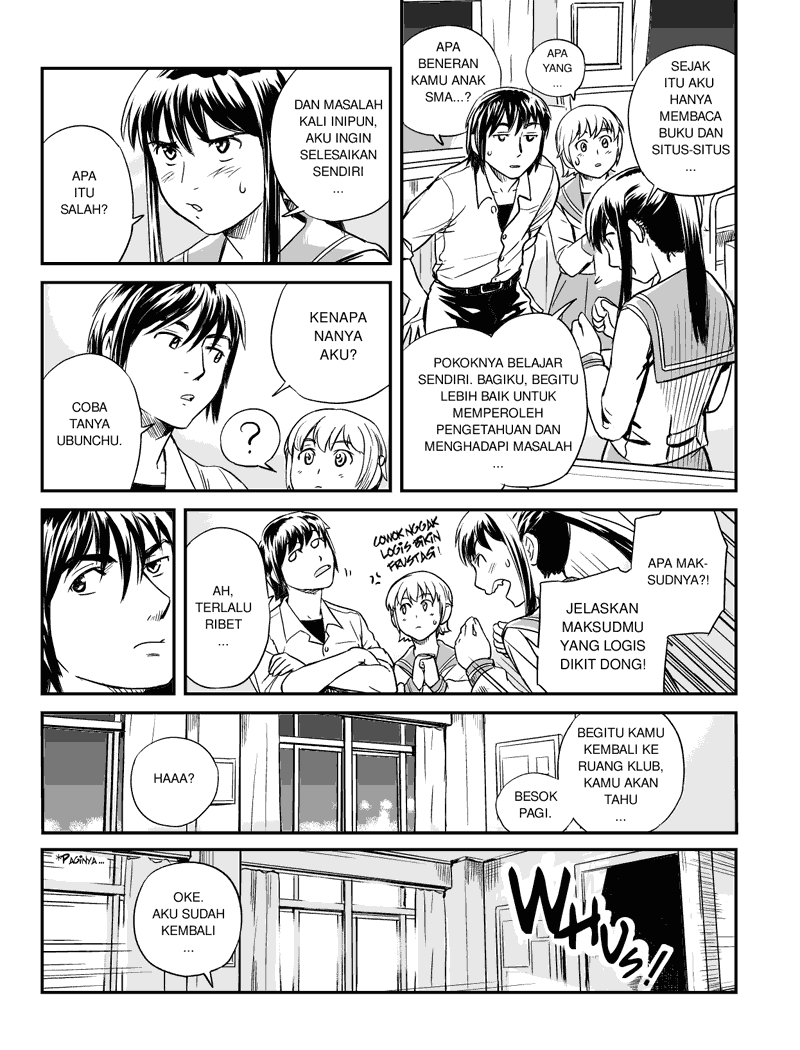 SEJAK
ITU AKU
HANYA
MEMBACA
BUKU DAN
SITUS-SITUS
...
APA
YANG
...
APA
BENERAN
KAMU ANAK
SMA...?
POKOKNYA BELAJAR
SENDIRI. BAGIKU, BEGITU
LEBIH BAIK UNTUK
MEMPEROLEH
PENGETAHUAN DAN
MENGHADAPI MASALAH
...
DAN MASALAH
KALI INIPUN,
AKU INGIN
SELESAIKAN
SENDIRI
...
APA
ITU
SALAH?
KENAPA
NANYA
AKU?
?
COBA
TANYA
UBUNCHU.
APA MAK-
SUDNYA?!
JELASKAN
MAKSUDMU
YANG LOGIS
DIKIT DONG!
COWOK NGGAK
LOGIS BIKIN
FRUSTASI!
AH,
TERLALU
RIBET
...
BEGITU KAMU
KEMBALI KE
RUANG KLUB,
KAMU AKAN
TAHU
...
BESOK
PAGI.
HAAA?
*PAGINYA...
WHUS!
OKE.
AKU SUDAH
KEMBALI
...